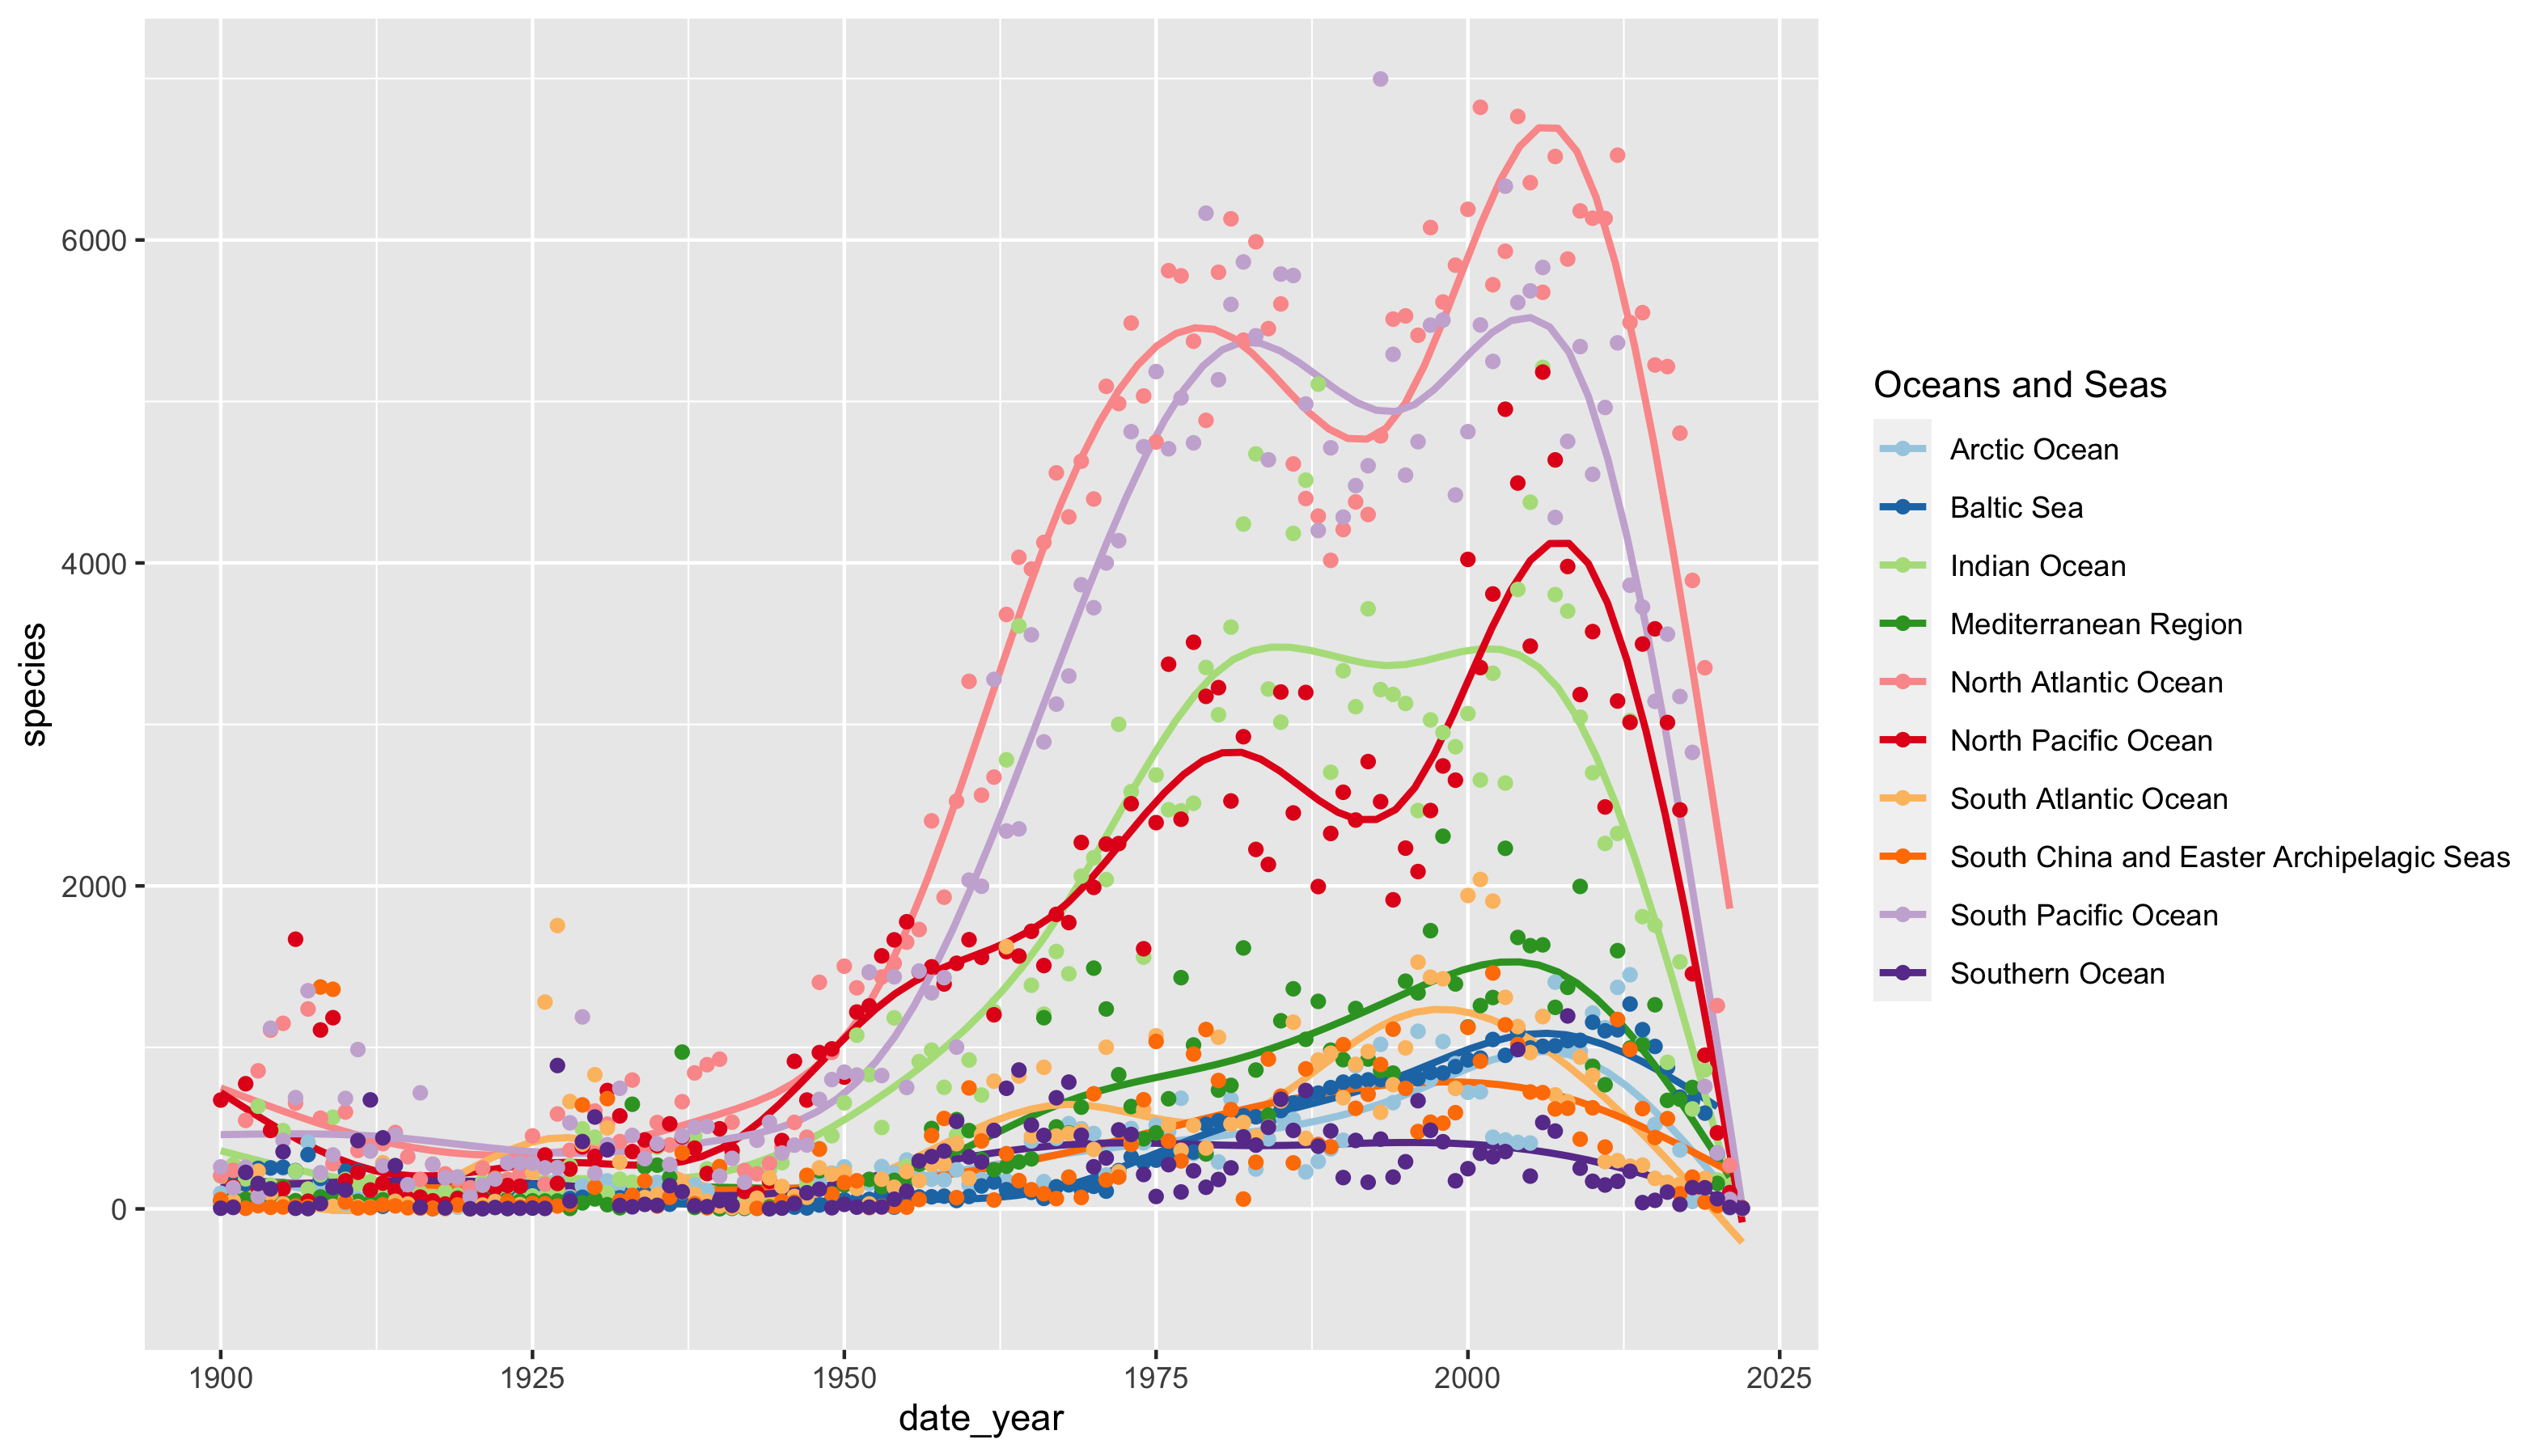 species
6000
4000
2000
0
1900 1925 1950 1975 2000 2025
date_year
Oceans and Seas
Arctic Ocean
Baltic Sea
Indian Ocean
Mediterranean Region
North Atlantic Ocean
North Pacific Ocean
South Atlantic Ocean
South China and Easter Archipelagic Seas
South Pacific Ocean
Southern Ocean